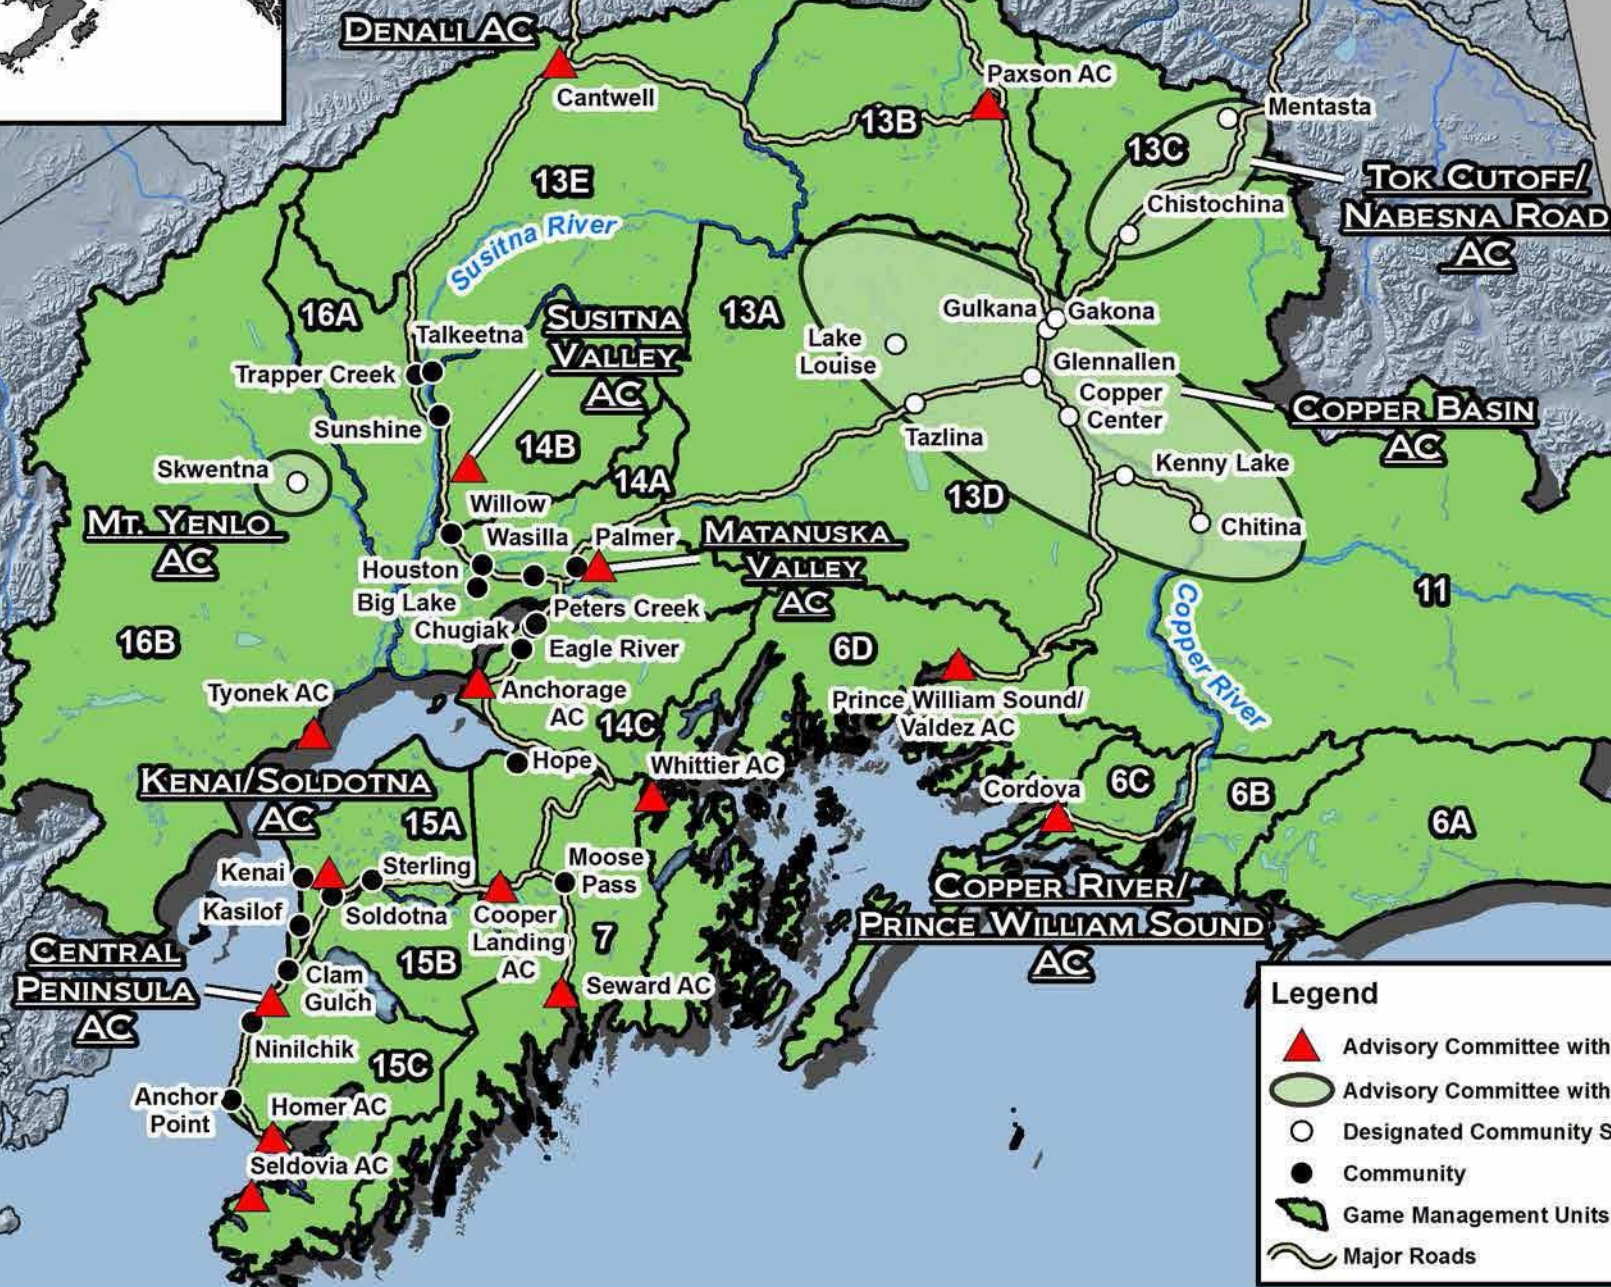 DENALI AC
Cantwell
Paxson AC
13B
Mentasta
13C
TOK CUTOFF/
NABESNA ROAD
AC
13E
Chistochina
Susitna River
16A
SUSITNA
VALLEY
AC
13A
Gulkana
Gakona
Talkeetna
Lake
Louise
Glennallen
Trapper Creek
Copper
Center
COPPER BASIN
AC
Sunshine
14B
Tazlina
Skwentna
14A
Kenny Lake
Willow
13D
MT. YENLO
AC
Wasilla
Palmer
MATANUSKA
VALLEY
AC
Chitina
Houston
Big Lake
Peters Creek
11
Chugiak
16B
Eagle River
6D
Copper River
Tyonek AC
Anchorage
AC
14C
Prince William Sound/
Valdez AC
Hope
Whittier AC
KENAI/SOLDOTNA
AC
Cordova
6C
6B
6A
15A
Kenai
Sterling
Moose
Pass
Kasilof
Soldotna
Cooper
Landing
AC
COPPER RIVER/
PRINCE WILLIAM SOUND
AC
7
CENTRAL
PENINSULA
AC
15B
Clam
Gulch
Seward AC
Ninilchik
15C
Anchor
Point
Homer AC
Seldovia AC
Legend
Advisory Committee with
Advisory Committee with
Designated Community S
Community
Game Management Units
Major Roads